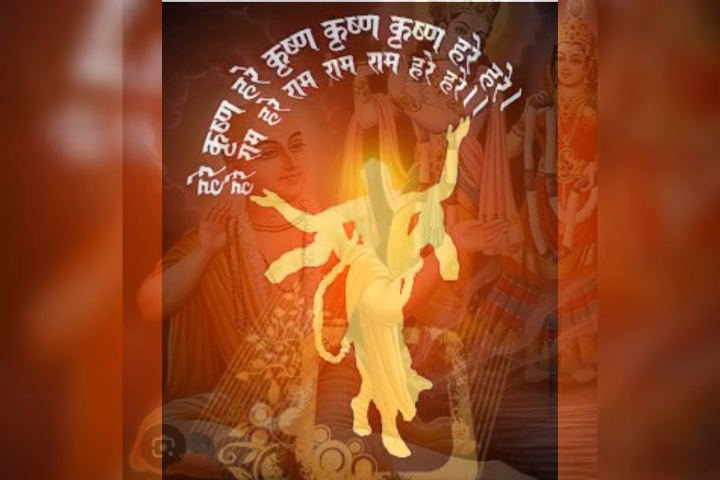 हरे कृष्ण हरे कृष्ण कृष्ण कृष्ण हरे हरे।
हरे राम हरे राम राम राम हरे हरे।।